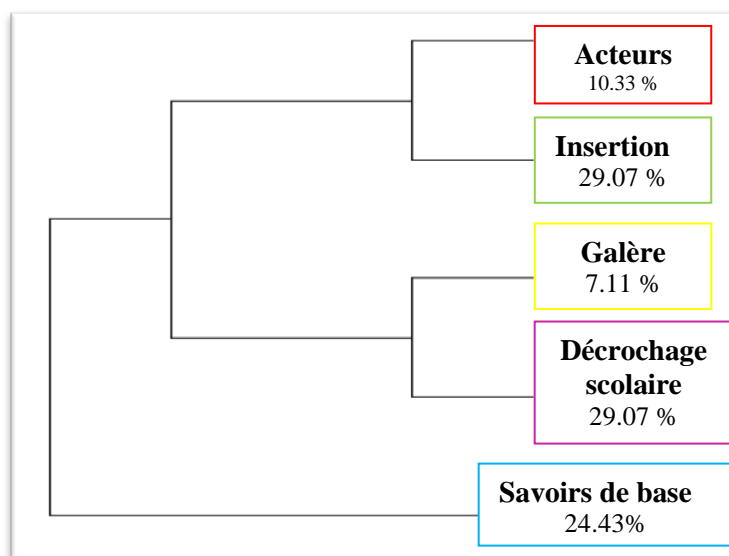 Acteurs
10.33 %
Insertion
29.07 %
Galère
7.11 %
Décrochage
scolaire
29.07 %
Savoirs de base
24.43%